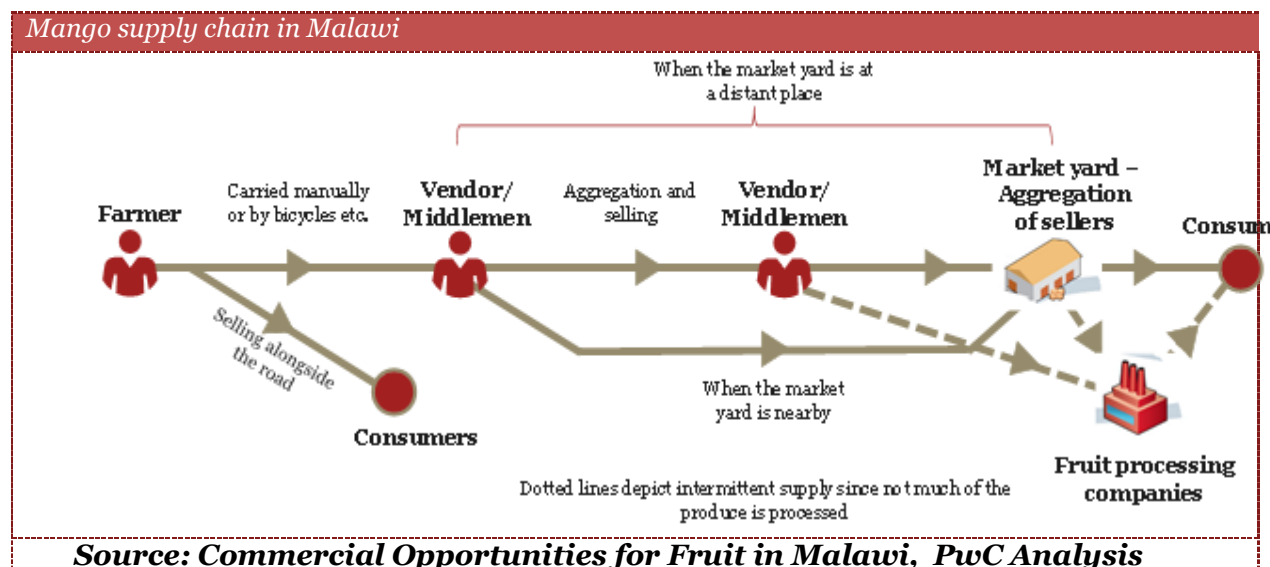 Mango supply chain in Malawi
When the market yard is at
a distant place
Farmer
Carried manually
or by bicycles etc.
Vendor/
Middlemen
Aggregation and
selling
Vendor/
Middlemen
Market yard –
Aggregation
of sellers
Consum
Selling alongside
the road
Consumers
When the market
yard is nearby
Fruit processing
companies
Dotted lines depict intermittent supply since not much of the
produce is processed
Source: Commercial Opportunities for Fruit in Malawi, PwC Analysis